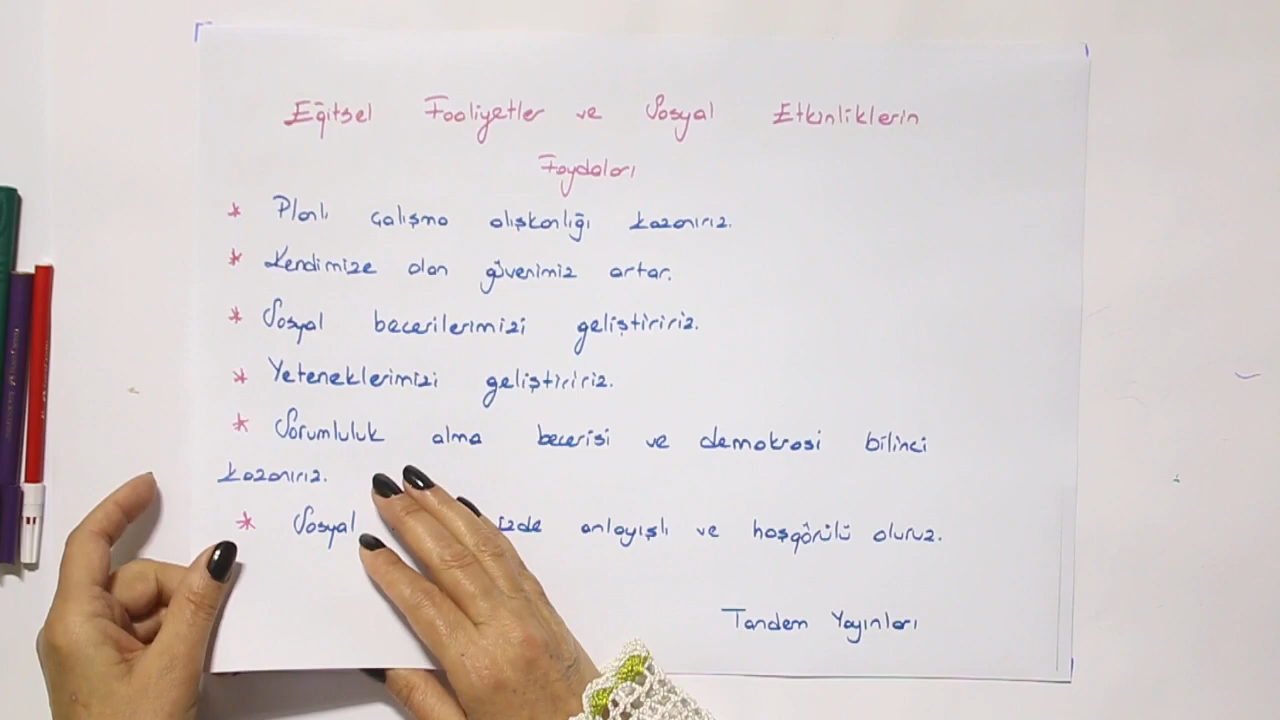 Eğitsel Faaliyetler ve Sosyal Etkinliklerin
Faydaları
* Planlı çalışma alışkanlığı kazanırız.
* Kendimize olan güvenimiz artar.
* Sosyal becerilerimizi geliştiririz.
* Yeteneklerimizi geliştiririz.
* Sorumluluk alma becerisi ve demokrasi bilinci
kazanırız.
* Sosyal izde anlayışlı ve hoşgörülü oluruz.
Tandem Yayınları